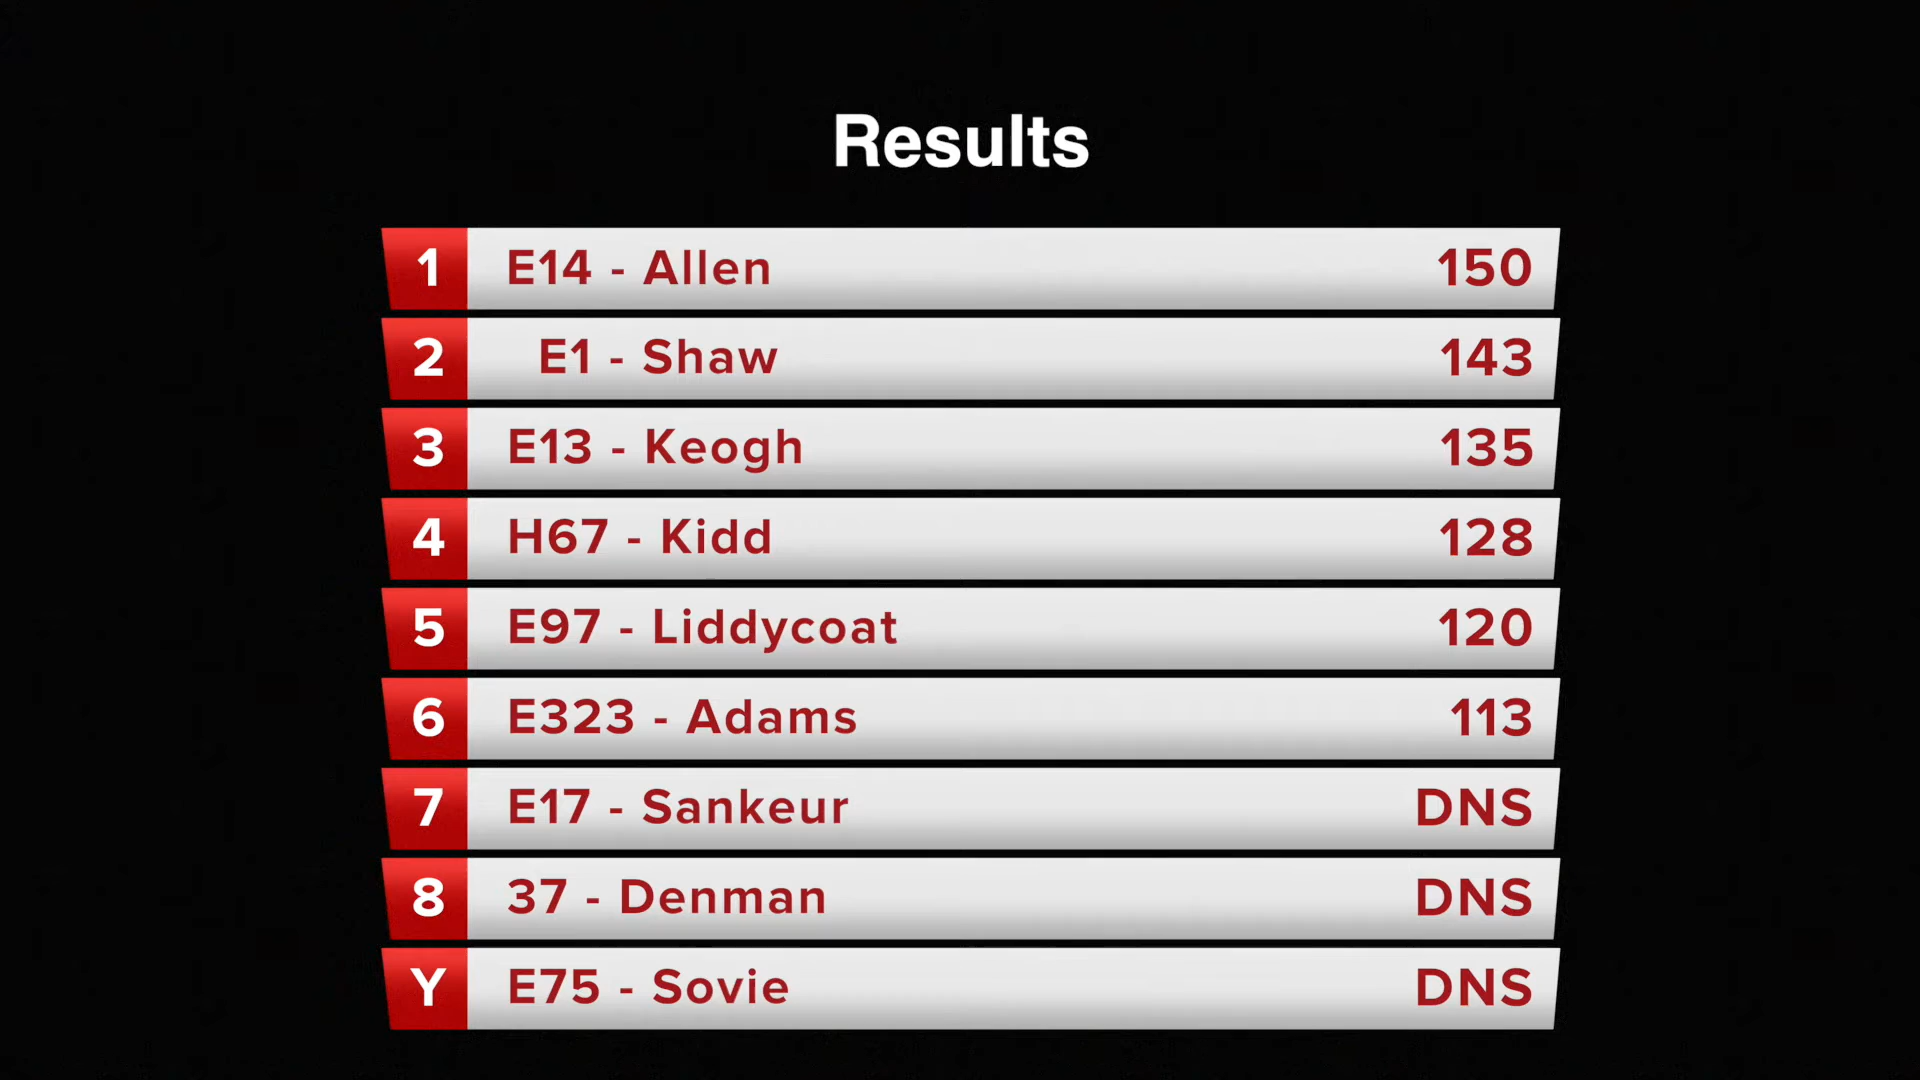 Results
1 E14 - Allen 150
2 E1 - Shaw 143
3 E13 - Keogh 135
4 H67 - Kidd 128
5 E97 - Liddycoat 120
6 E323 - Adams 113
7 E17 - Sankeur DNS
8 37 - Denman DNS
Y E75 - Sovie DNS